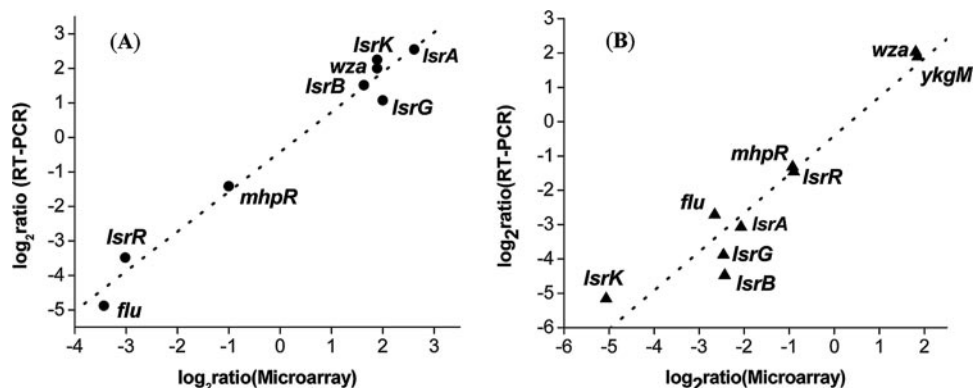 (A)
log2ratio (RT-PCR)
3
2
1
0
-1
-2
-3
-4
-5
lsrK
wza
lsrA
lsrB
lsrG
mhpR
lsrR
flu
-4 -3 -2 -1 0 1 2 3
log2ratio(Microarray)
(B)
log2ratio(RT-PCR)
3
2
1
0
-1
-2
-3
-4
-5
-6
wza
ykgM
mhpR
lsrR
flu
lsrA
lsrG
lsrK
lsrB
-6 -5 -4 -3 -2 -1 0 1 2
log2ratio(Microarray)